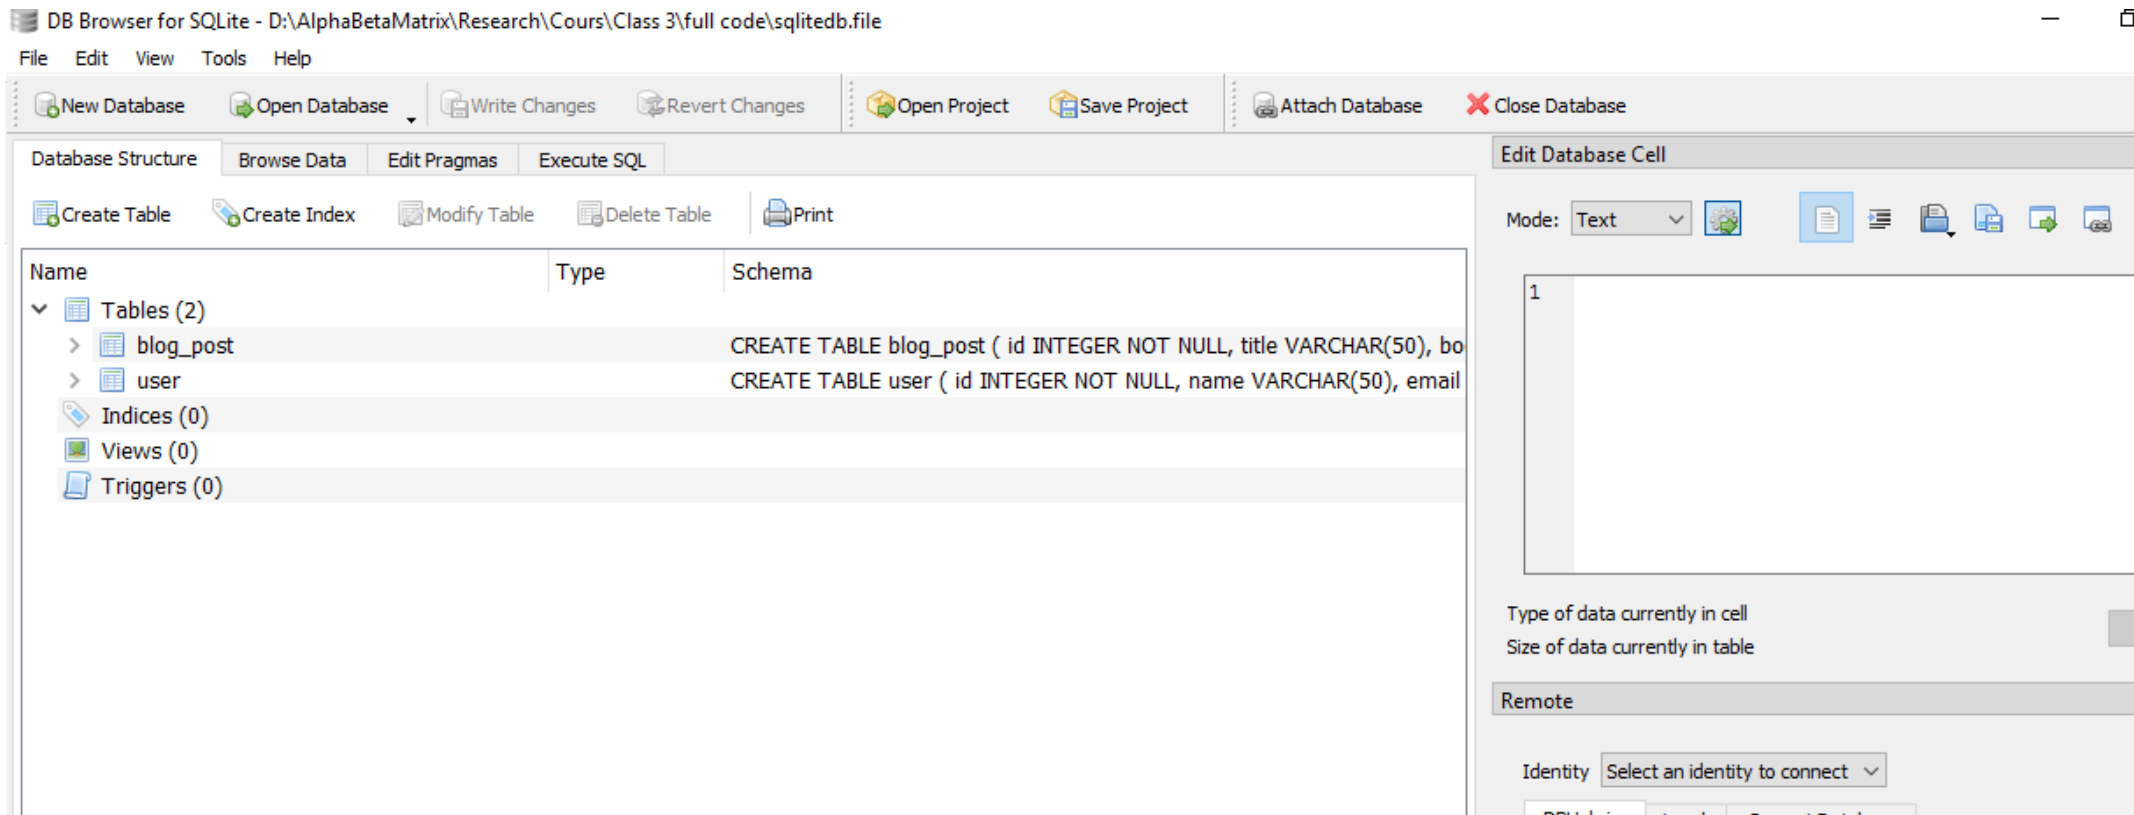 DB Browser for SQLite - D:\AlphaBetaMatrix\Research\Cours\Class 3\full code\sqlitedb.file
File Edit View Tools Help
New Database Open Database Write Changes Revert Changes Open Project Save Project Attach Database Close Database
Database Structure Browse Data Edit Pragmas Execute SQL
Create Table Create Index Modify Table Delete Table Print
Name Type Schema
Tables (2)
blog_post CREATE TABLE blog_post ( id INTEGER NOT NULL, title VARCHAR(50), bo
user CREATE TABLE user ( id INTEGER NOT NULL, name VARCHAR(50), email
Indices (0)
Views (0)
Triggers (0)
Edit Database Cell
Mode: Text
1
Type of data currently in cell
Size of data currently in table
Remote
Identity Select an identity to connect